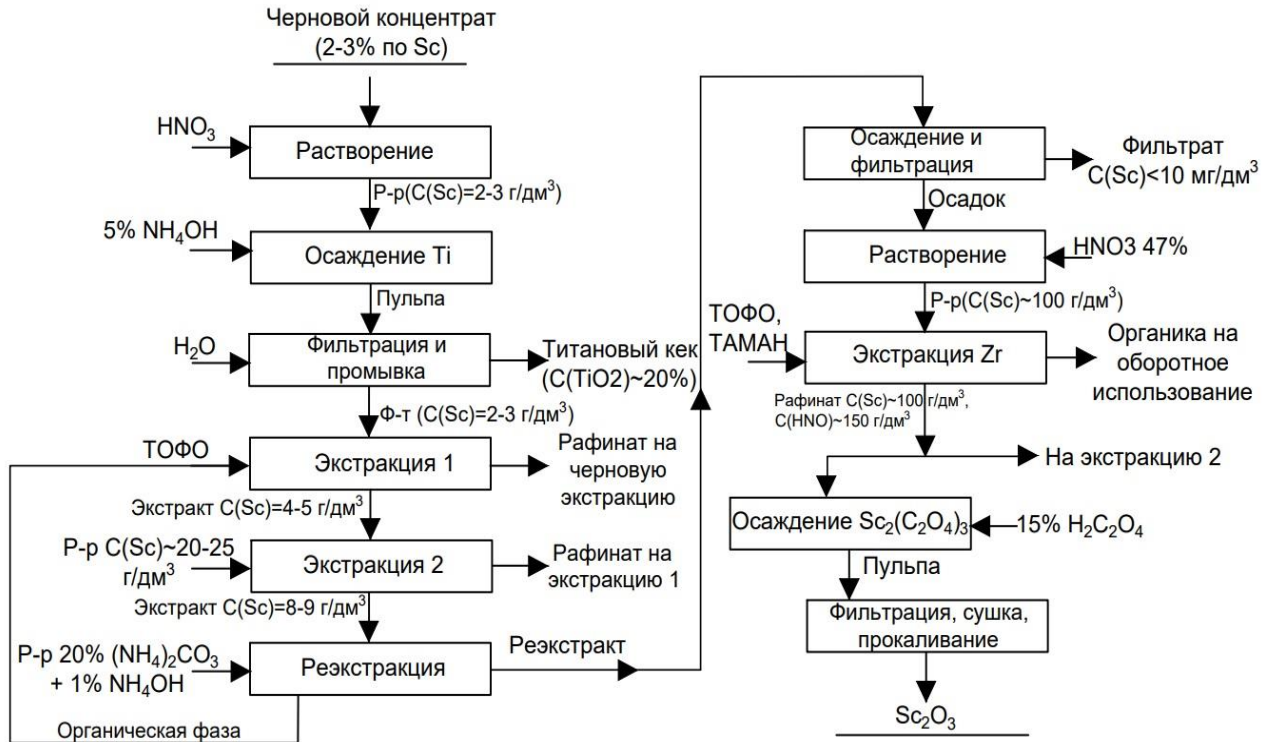 Черновой концентрат
(2-3% по Sc)
HNO₃
Растворение
Р-р(C(Sc)=2-3 г/дм³)
5% NH₄OH
Осаждение Ti
Пульпа
H₂O
Фильтрация и
промывка
Титановый кек
(C(TiO2)~20%)
Ф-т (C(Sc)=2-3 г/дм³)
ТОФО
Экстракция 1
Рафинат на
черновую
экстракцию
Экстракт C(Sc)=4-5 г/дм³
Р-р C(Sc)~20-25
г/дм³
Экстракция 2
Рафинат на
экстракцию 1
Экстракт C(Sc)=8-9 г/дм³
Р-р 20% (NH₄)₂CO₃
+ 1% NH₄OH
Реэкстракция
Реэкстракт
Органическая фаза
Осаждение и
фильтрация
Фильтрат
C(Sc)<10 мг/дм³
Осадок
Растворение
HNO3 47%
Р-р(C(Sc)~100 г/дм³)
ТОФО,
ТАМАН
Экстракция Zr
Органика на
оборотное
использование
Рафинат C(Sc)~100 г/дм³,
C(HNO)~150 г/дм³
На экстракцию 2
Осаждение Sc₂(C₂O₄)₃
15% H₂C₂O₄
Пульпа
Фильтрация, сушка,
прокаливание
Sc₂O₃